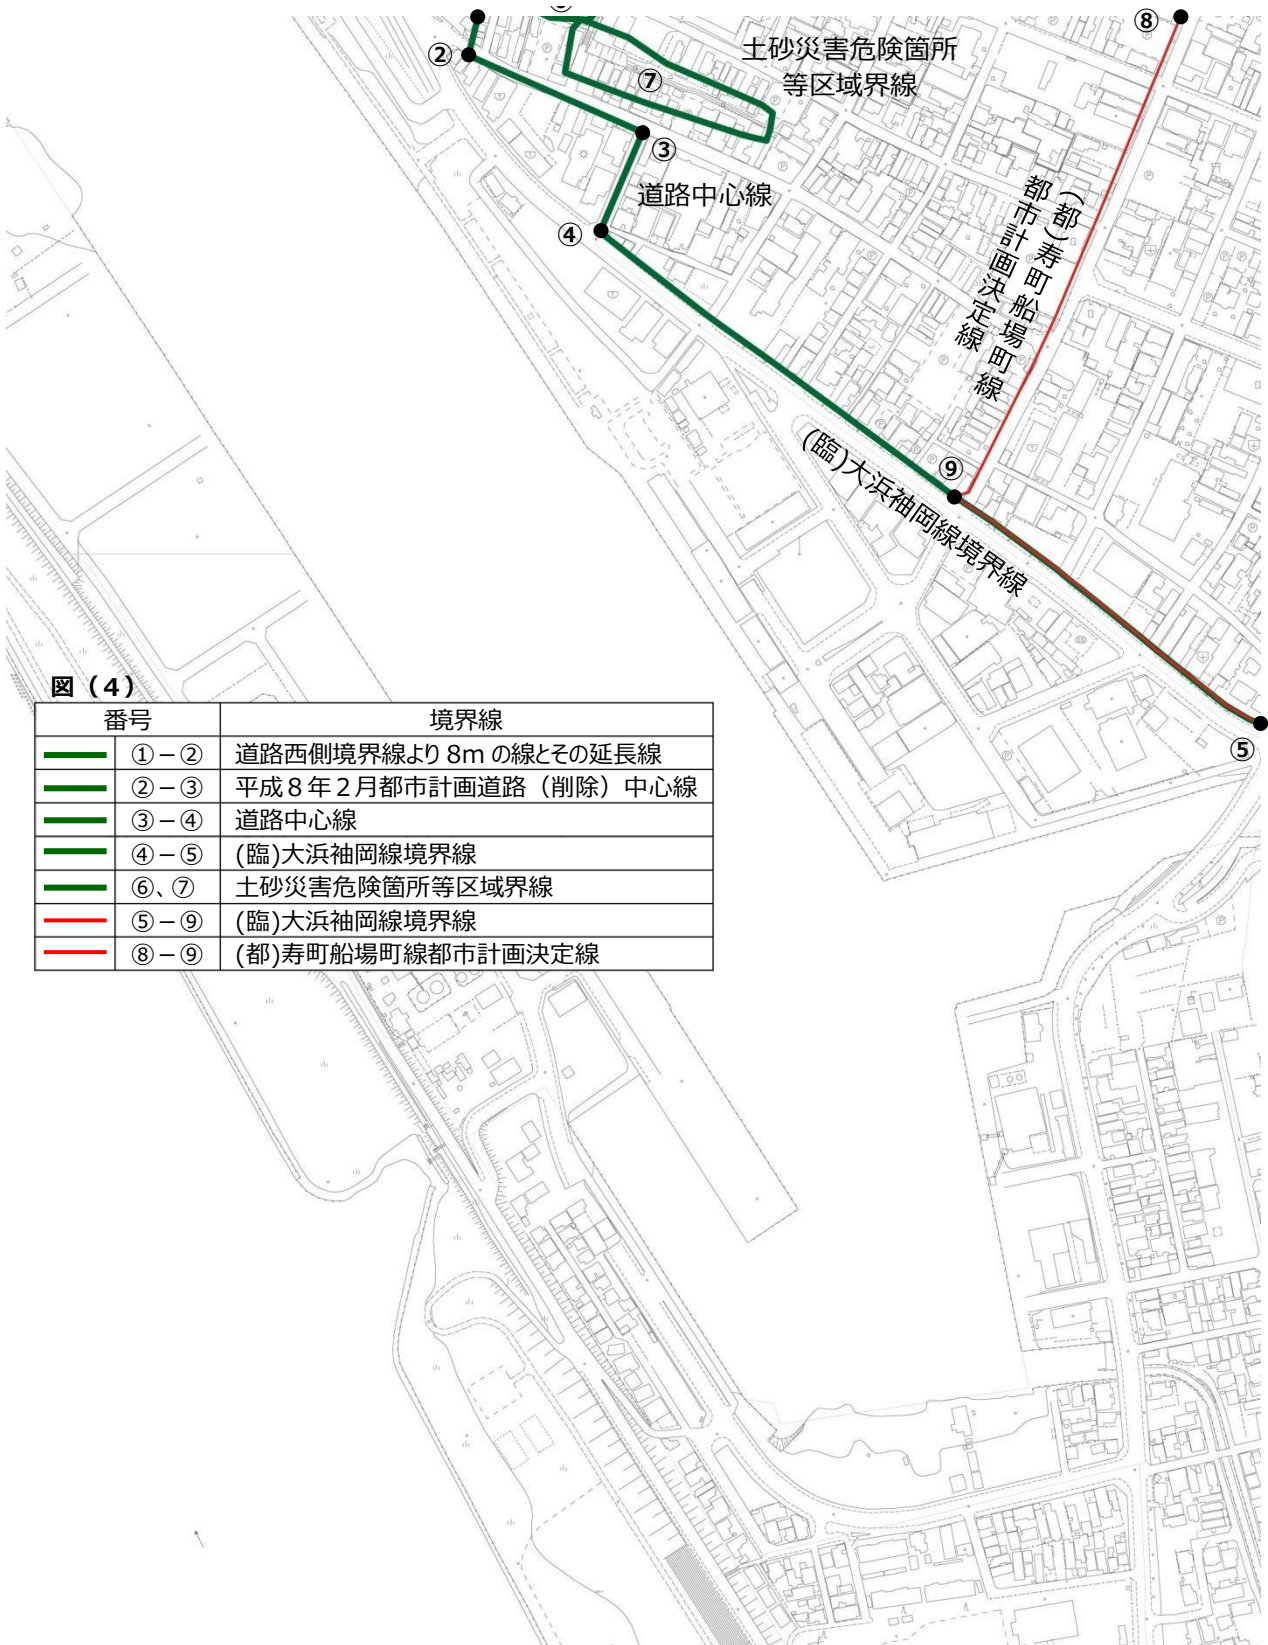 ⑧
②
土砂災害危険箇所
等区域界線
⑦
③
道路中心線
④
(都)寿町船場町線
都市計画決定線
⑨
(臨)大浜袖岡線境界線
⑤
図（4）
番号 境界線
①－② 道路西側境界線より 8m の線とその延長線
②－③ 平成８年２月都市計画道路（削除）中心線
③－④ 道路中心線
④－⑤ (臨)大浜袖岡線境界線
⑥、⑦ 土砂災害危険箇所等区域界線
⑤－⑨ (臨)大浜袖岡線境界線
⑧－⑨ (都)寿町船場町線都市計画決定線